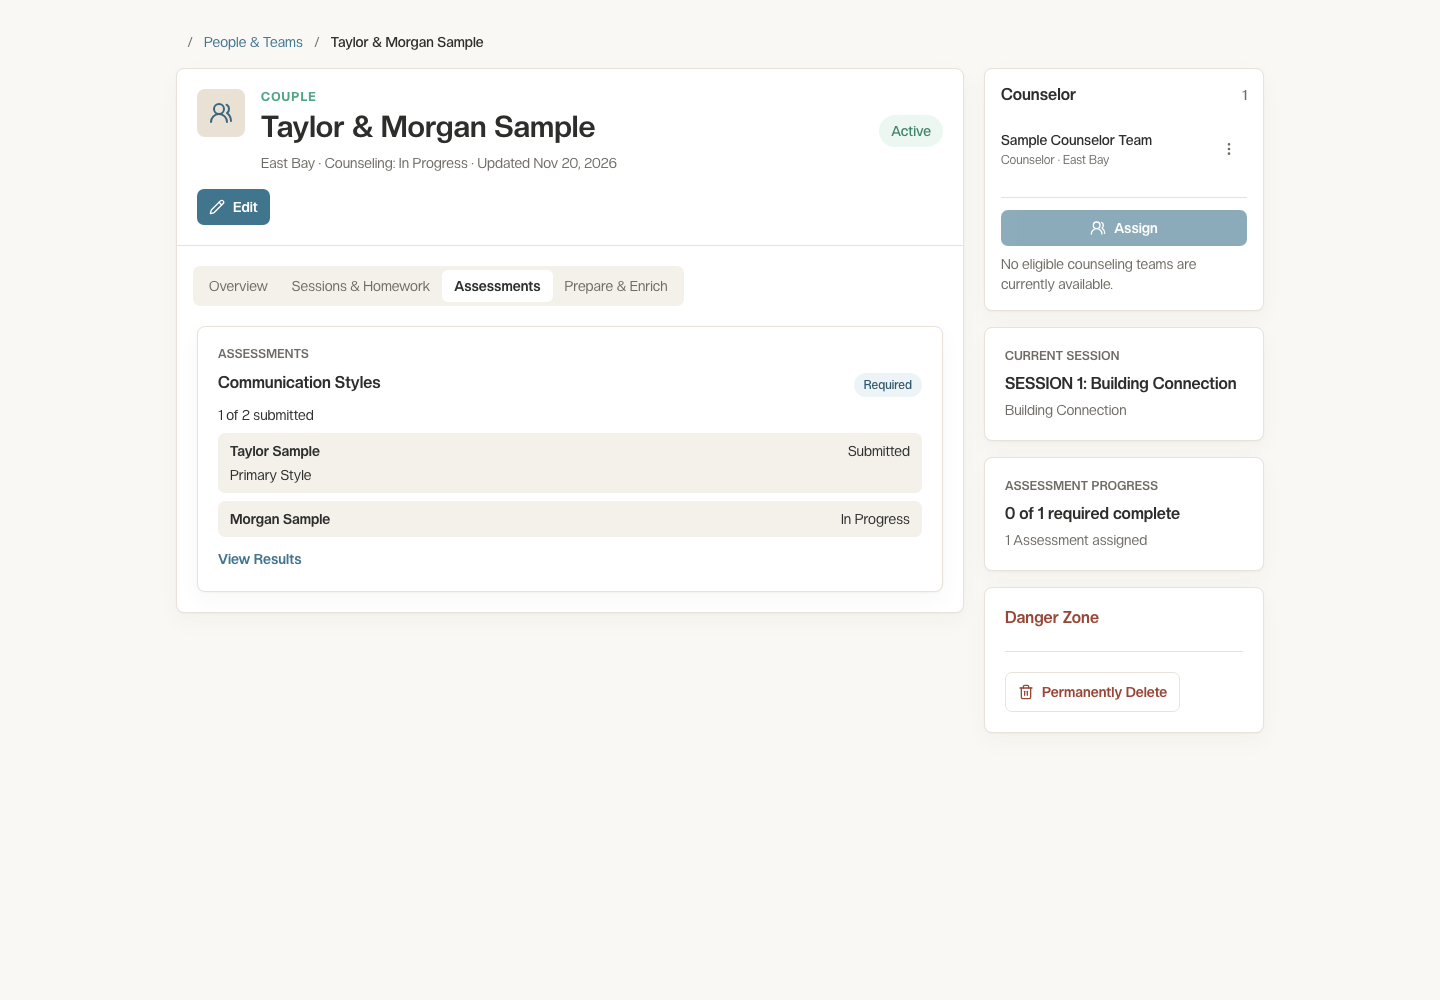 / People & Teams / Taylor & Morgan Sample
COUPLE
Taylor & Morgan Sample
East Bay · Counseling: In Progress · Updated Nov 20, 2026
Active
Edit
Overview
Sessions & Homework
Assessments
Prepare & Enrich
ASSESSMENTS
Communication Styles
Required
1 of 2 submitted
Taylor Sample
Submitted
Primary Style
Morgan Sample
In Progress
View Results
Counselor
1
Sample Counselor Team
Counselor · East Bay
Assign
No eligible counseling teams are
currently available.
CURRENT SESSION
SESSION 1: Building Connection
Building Connection
ASSESSMENT PROGRESS
0 of 1 required complete
1 Assessment assigned
Danger Zone
Permanently Delete